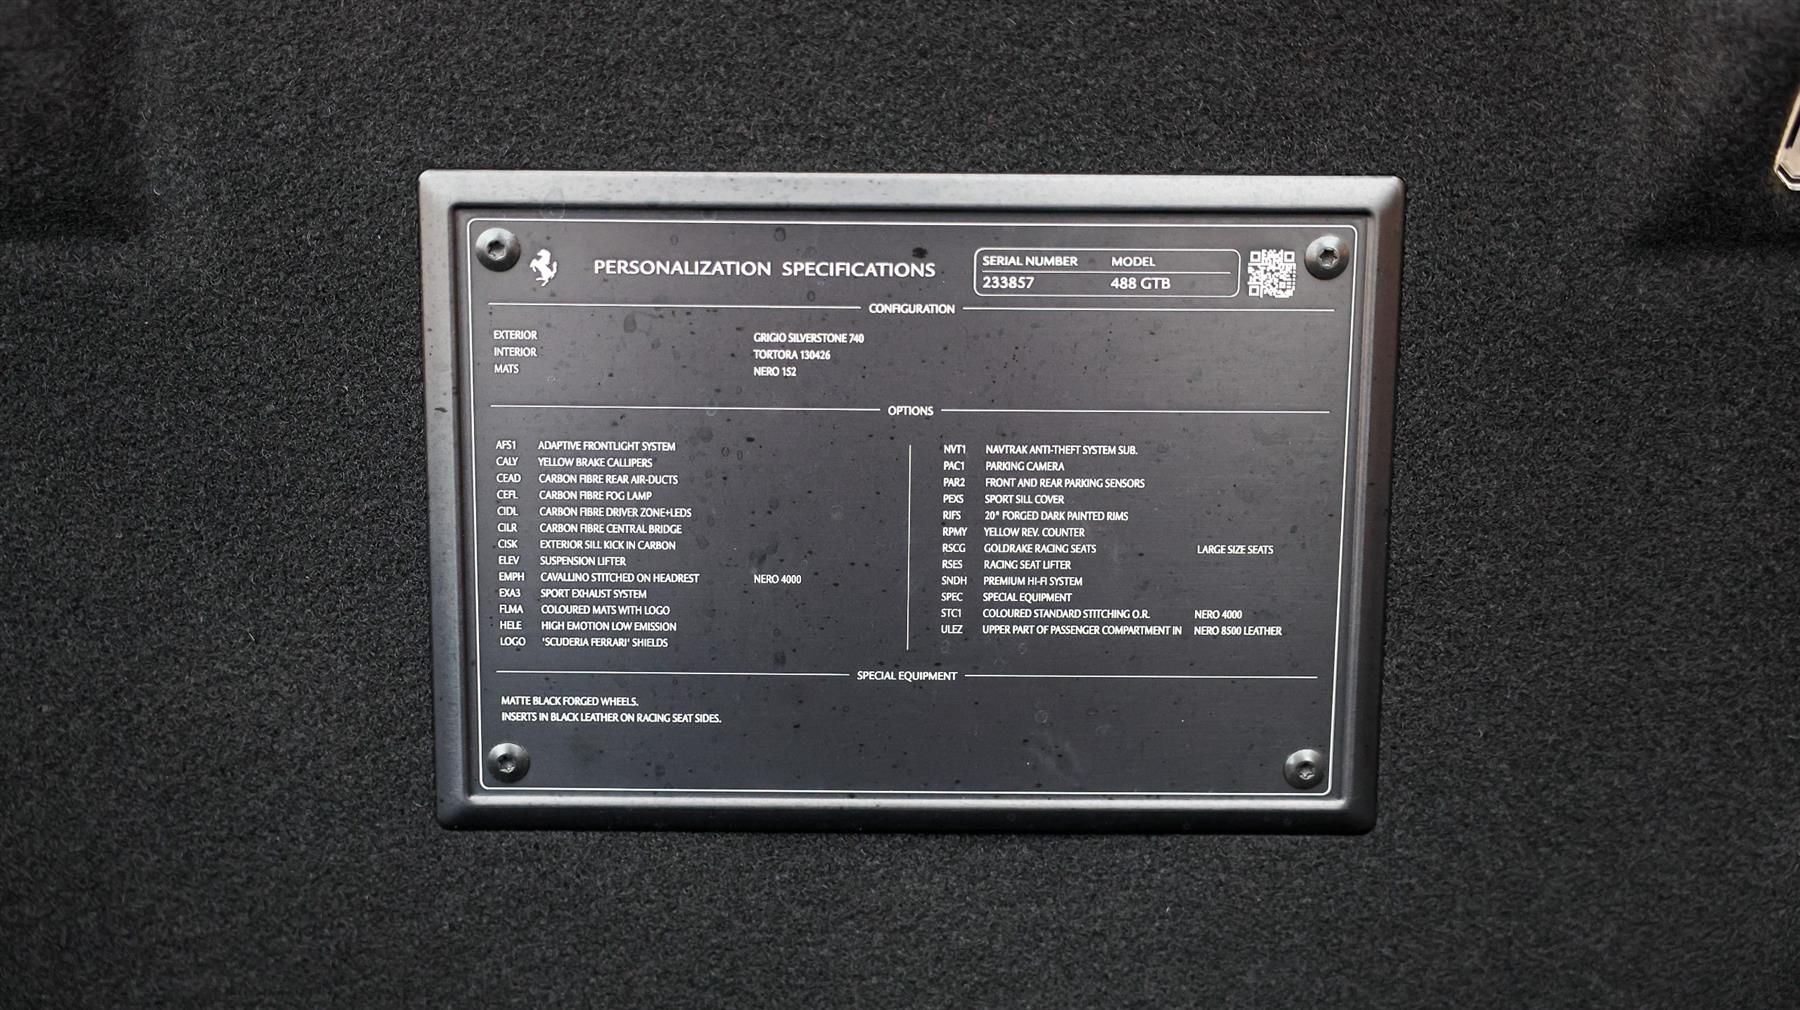 PERSONALIZATION SPECIFICATIONS
SERIAL NUMBER MODEL
233857 488 GTB
CONFIGURATION
EXTERIOR GRIGIO SILVERSTONE 740
INTERIOR TORTORA 130426
MATS NERO 152
OPTIONS
AFS1 ADAPTIVE FRONTLIGHT SYSTEM
CALY YELLOW BRAKE CALLIPERS
CEAD CARBON FIBRE REAR AIR-DUCTS
CEFL CARBON FIBRE FOG LAMP
CIDL CARBON FIBRE DRIVER ZONE+LEDS
CILR CARBON FIBRE CENTRAL BRIDGE
CISK EXTERIOR SILL KICK IN CARBON
ELEV SUSPENSION LIFTER
EMPH CAVALLINO STITCHED ON HEADREST NERO 4000
EXA3 SPORT EXHAUST SYSTEM
FLMA COLOURED MATS WITH LOGO
HELE HIGH EMOTION LOW EMISSION
LOGO 'SCUDERIA FERRARI' SHIELDS
NVT1 NAVTRAK ANTI-THEFT SYSTEM SUB.
PAC1 PARKING CAMERA
PAR2 FRONT AND REAR PARKING SENSORS
PEXS SPORT SILL COVER
RIFS 20" FORGED DARK PAINTED RIMS
RPMY YELLOW REV. COUNTER
RSCG GOLDRAKE RACING SEATS LARGE SIZE SEATS
RSES RACING SEAT LIFTER
SNDH PREMIUM HI-FI SYSTEM
SPEC SPECIAL EQUIPMENT
STC1 COLOURED STANDARD STITCHING O.R. NERO 4000
ULEZ UPPER PART OF PASSENGER COMPARTMENT IN NERO 8500 LEATHER
SPECIAL EQUIPMENT
MATTE BLACK FORGED WHEELS.
INSERTS IN BLACK LEATHER ON RACING SEAT SIDES.